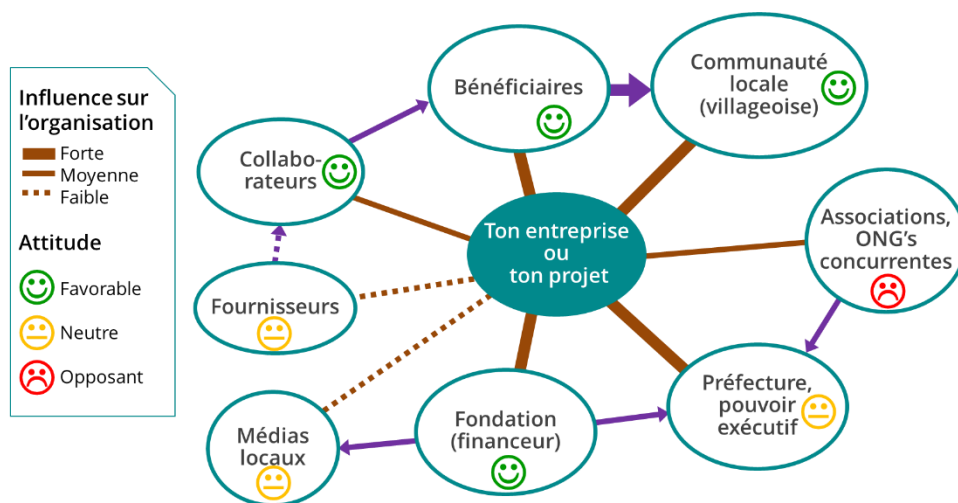 Influence sur
l'organisation
Forte
Moyenne
Faible
Attitude
Favorable
Neutre
Opposant
Bénéficiaires
Communauté
locale
(villageoise)
Collabo-
rateurs
Ton entreprise
ou
ton projet
Associations,
ONG's
concurrentes
Fournisseurs
Médias
locaux
Fondation
(financeur)
Préfecture,
pouvoir
exécutif